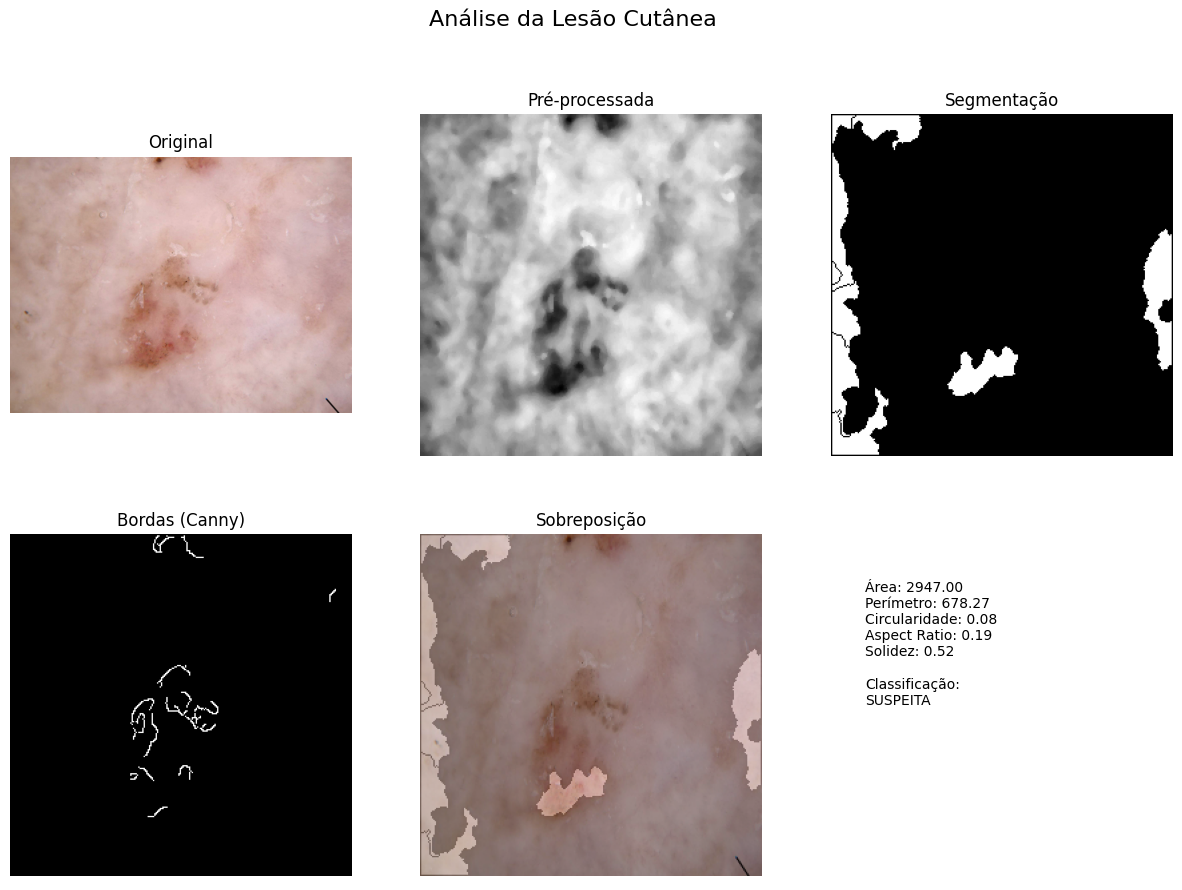 Análise da Lesão Cutânea
Original
Pré-processada
Segmentação
Bordas (Canny)
Sobreposição
Área: 2947.00
Perímetro: 678.27
Circularidade: 0.08
Aspect Ratio: 0.19
Solidez: 0.52
Classificação:
SUSPEITA